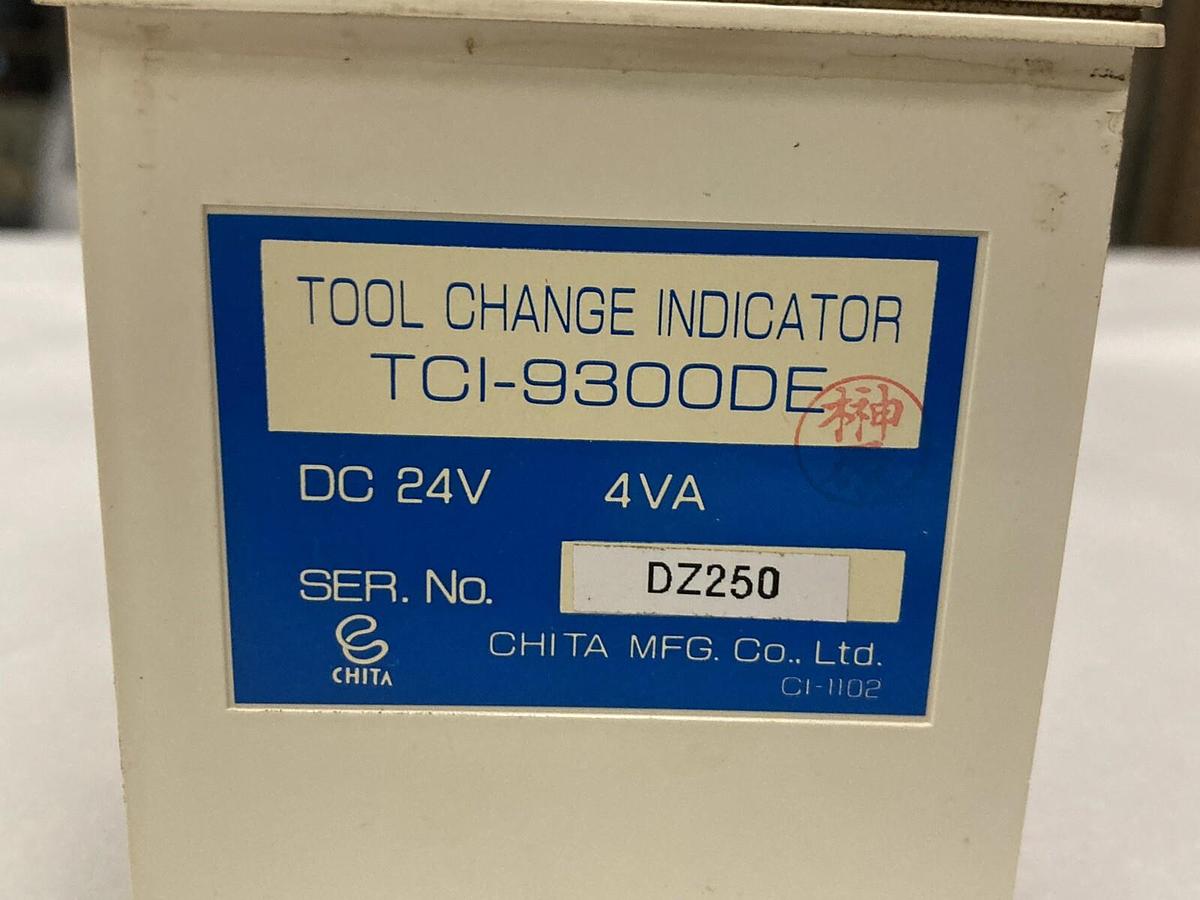 TOOL CHANGE INDICATOR
TCI-9300DE
榊
DC 24V 4VA
SER. No. DZ250
CHITA
CHITA MFG. Co., Ltd.
CI-1102